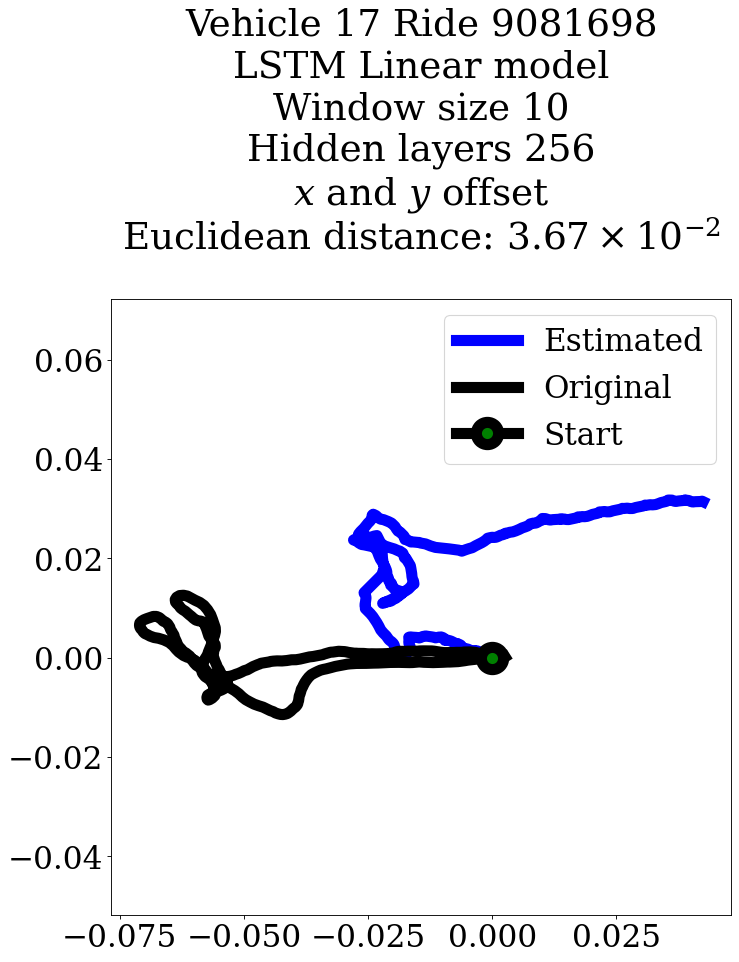 Vehicle 17 Ride 9081698
LSTM Linear model
Window size 10
Hidden layers 256
x and y offset
Euclidean distance: 3.67 × 10⁻²
Estimated
Original
Start
0.06
0.04
0.02
0.00
−0.02
−0.04
−0.075 −0.050 −0.025 0.000 0.025